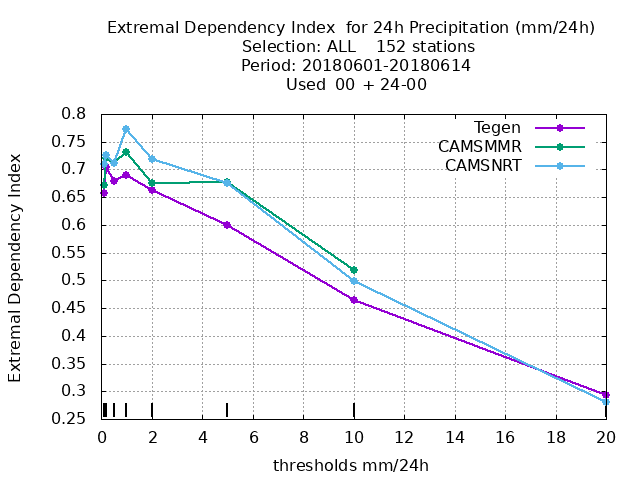 Extremal Dependency Index  for 24h Precipitation (mm/24h)
Selection: ALL    152 stations
Period: 20180601-20180614
Used  00  + 24-00
Tegen
CAMSMMR
CAMSNRT
Extremal Dependency Index
0.8
0.75
0.7
0.65
0.6
0.55
0.5
0.45
0.4
0.35
0.3
0.25
0 2 4 6 8 10 12 14 16 18 20
thresholds mm/24h